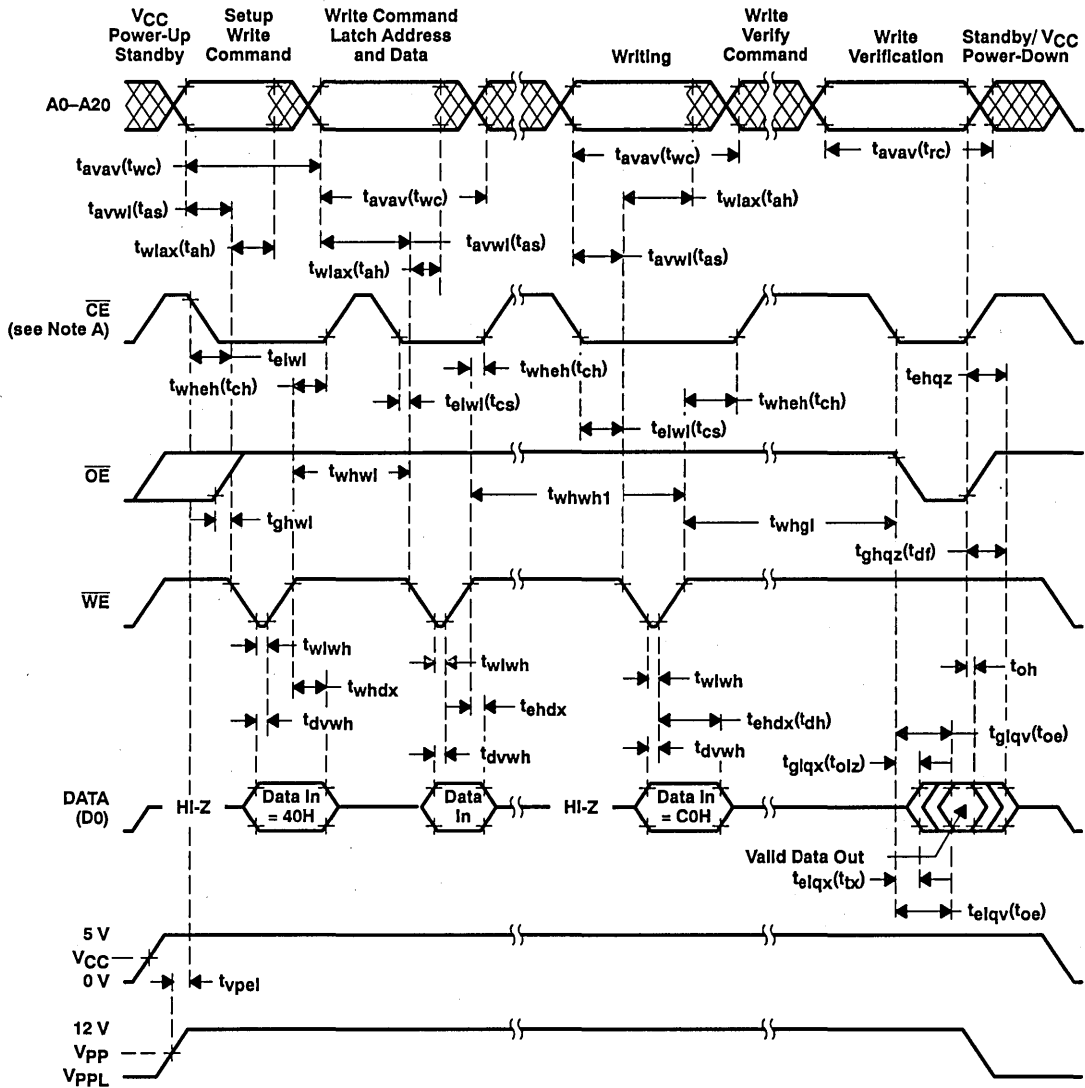 VCC Power-Up Standby
Setup Write Command
Write Command Latch Address and Data
Writing
Write Verify Command
Write Verification
Standby/ VCC Power-Down
A0–A20
tavav(twc)
tavav(twc)
tavav(twc)
tavav(trc)
tavwl(tas)
twlax(tah)
twlax(tah)
tavwl(tas)
twlax(tah)
tavwl(tas)
CE
(see Note A)
telwl
twheh(tch)
twheh(tch)
telwl(tcs)
twheh(tch)
telwl(tcs)
tehqz
OE
twhwl
twhwh1
tghwl
twhgl
tghqz(tdf)
WE
twlwh
twlwh
twlwh
toh
twhdx
tehdx
tehdx(tdh)
tdvwh
tdvwh
tdvwh
tglqv(toe)
tglqx(tolz)
DATA
(D0)
HI-Z
Data In
= 40H
Data
In
HI-Z
Data In
= C0H
Valid Data Out
telqx(ttx)
telqv(toe)
5 V
VCC
0 V
tvpel
12 V
VPP
VPPL